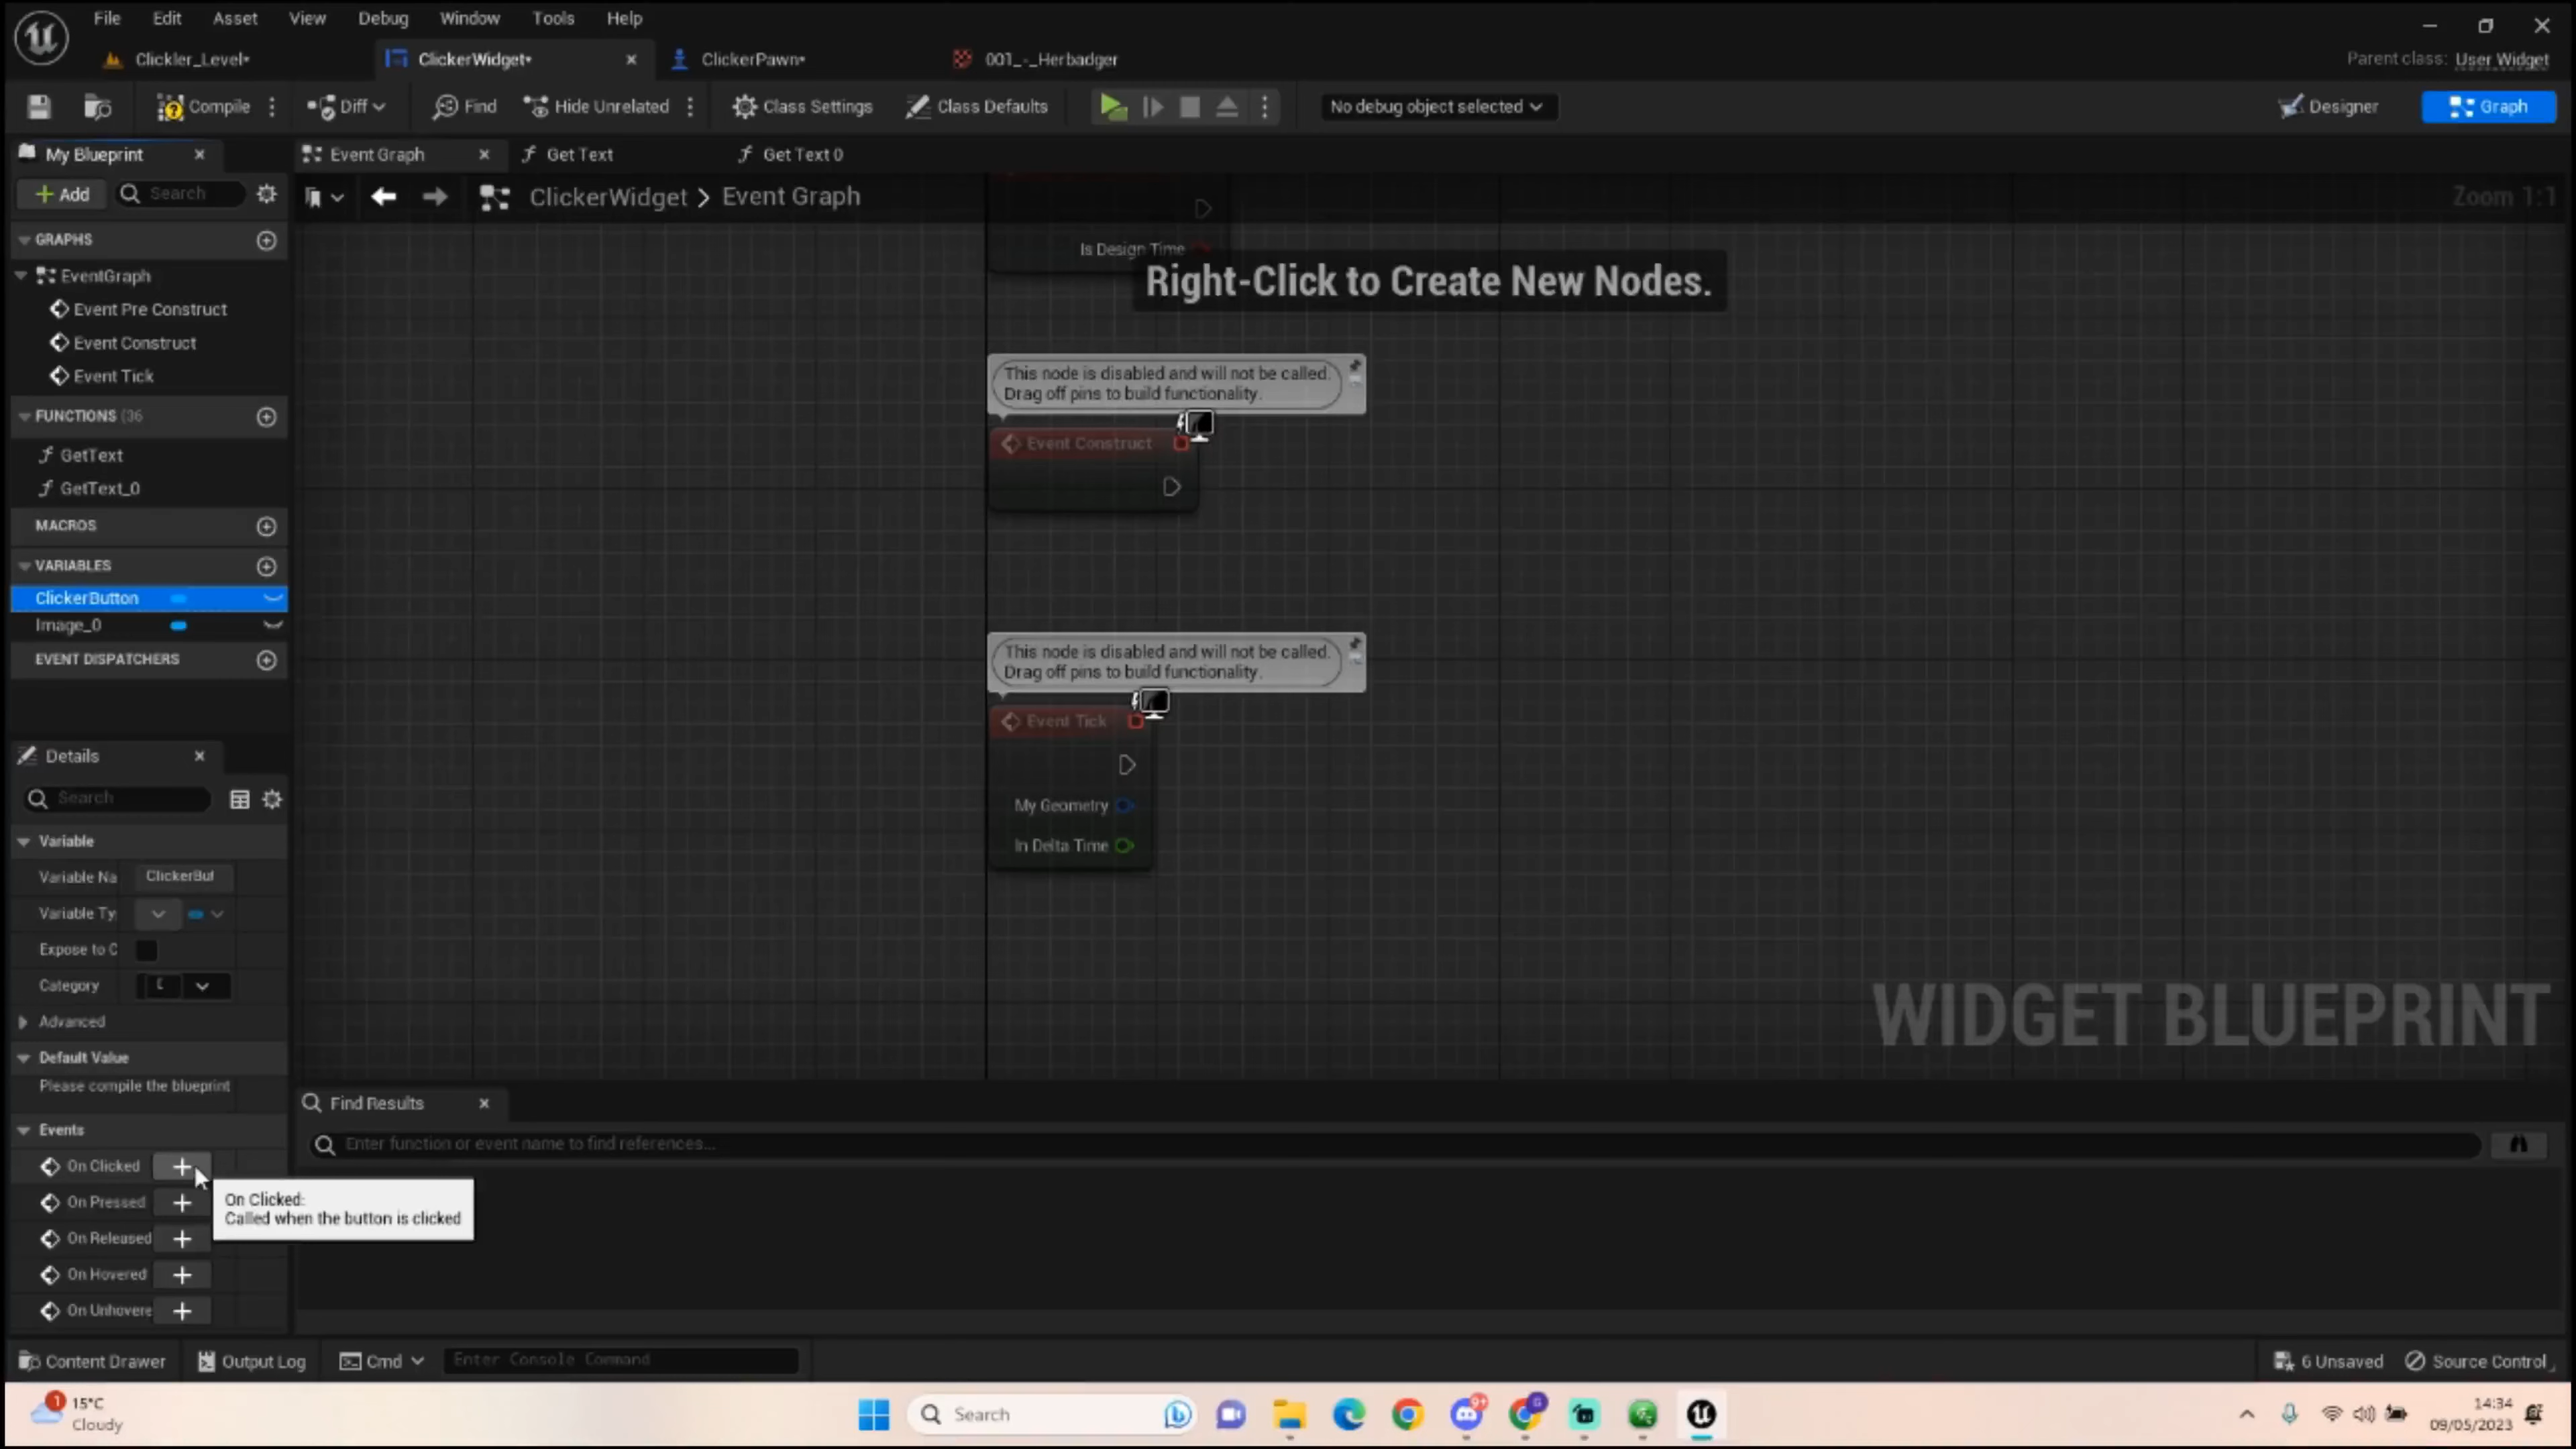 File Edit Asset View Debug Window Tools Help
Clickler_Level* ClickerWidget* ClickerPawn* 001_-_Herbadger Parent class: User Widget
Compile Diff Find Hide Unrelated Class Settings Class Defaults No debug object selected Designer Graph
My Blueprint Event Graph Get Text Get Text 0
Add Search ClickerWidget > Event Graph Zoom 1:1
GRAPHS
EventGraph
Event Pre Construct
Event Construct
Event Tick
FUNCTIONS (36
GetText
GetText_0
MACROS
VARIABLES
ClickerButton
Image_0
EVENT DISPATCHERS
Is Design Time
Right-Click to Create New Nodes.
This node is disabled and will not be called.
Drag off pins to build functionality.
Event Construct
This node is disabled and will not be called.
Drag off pins to build functionality.
Event Tick
My Geometry
In Delta Time
WIDGET BLUEPRINT
Details
Search
Variable
Variable Na ClickerBut
Variable Ty
Expose to C
Category
Advanced
Default Value
Please compile the blueprint
Events
On Clicked
On Pressed
On Released
On Hovered
On Unhovere
On Clicked:
Called when the button is clicked
Find Results
Enter function or event name to find references...
Content Drawer Output Log Cmd Enter Console Command 6 Unsaved Source Control
1 15°C
Cloudy
Search
9+
14:34
09/05/2023